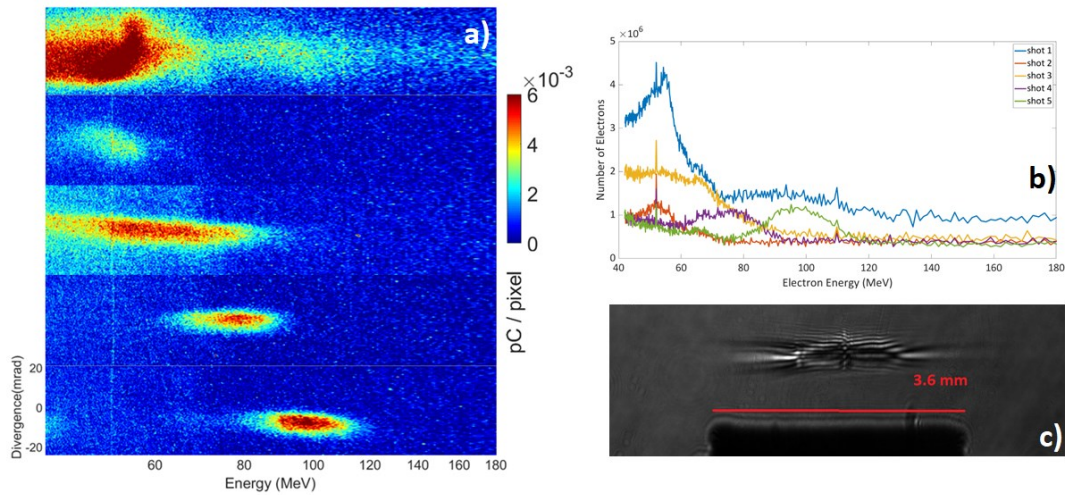 a)
×10⁻³
6
4
2
0
pC / pixel
Divergence(mrad)
20
0
-20
60
80
100
120
140
160
180
Energy (MeV)
×10⁶
5
4
3
2
1
0
Number of Electrons
40 60 80 100 120 140 160 180
Electron Energy (MeV)
shot 1
shot 2
shot 3
shot 4
shot 5
b)
3.6 mm
c)